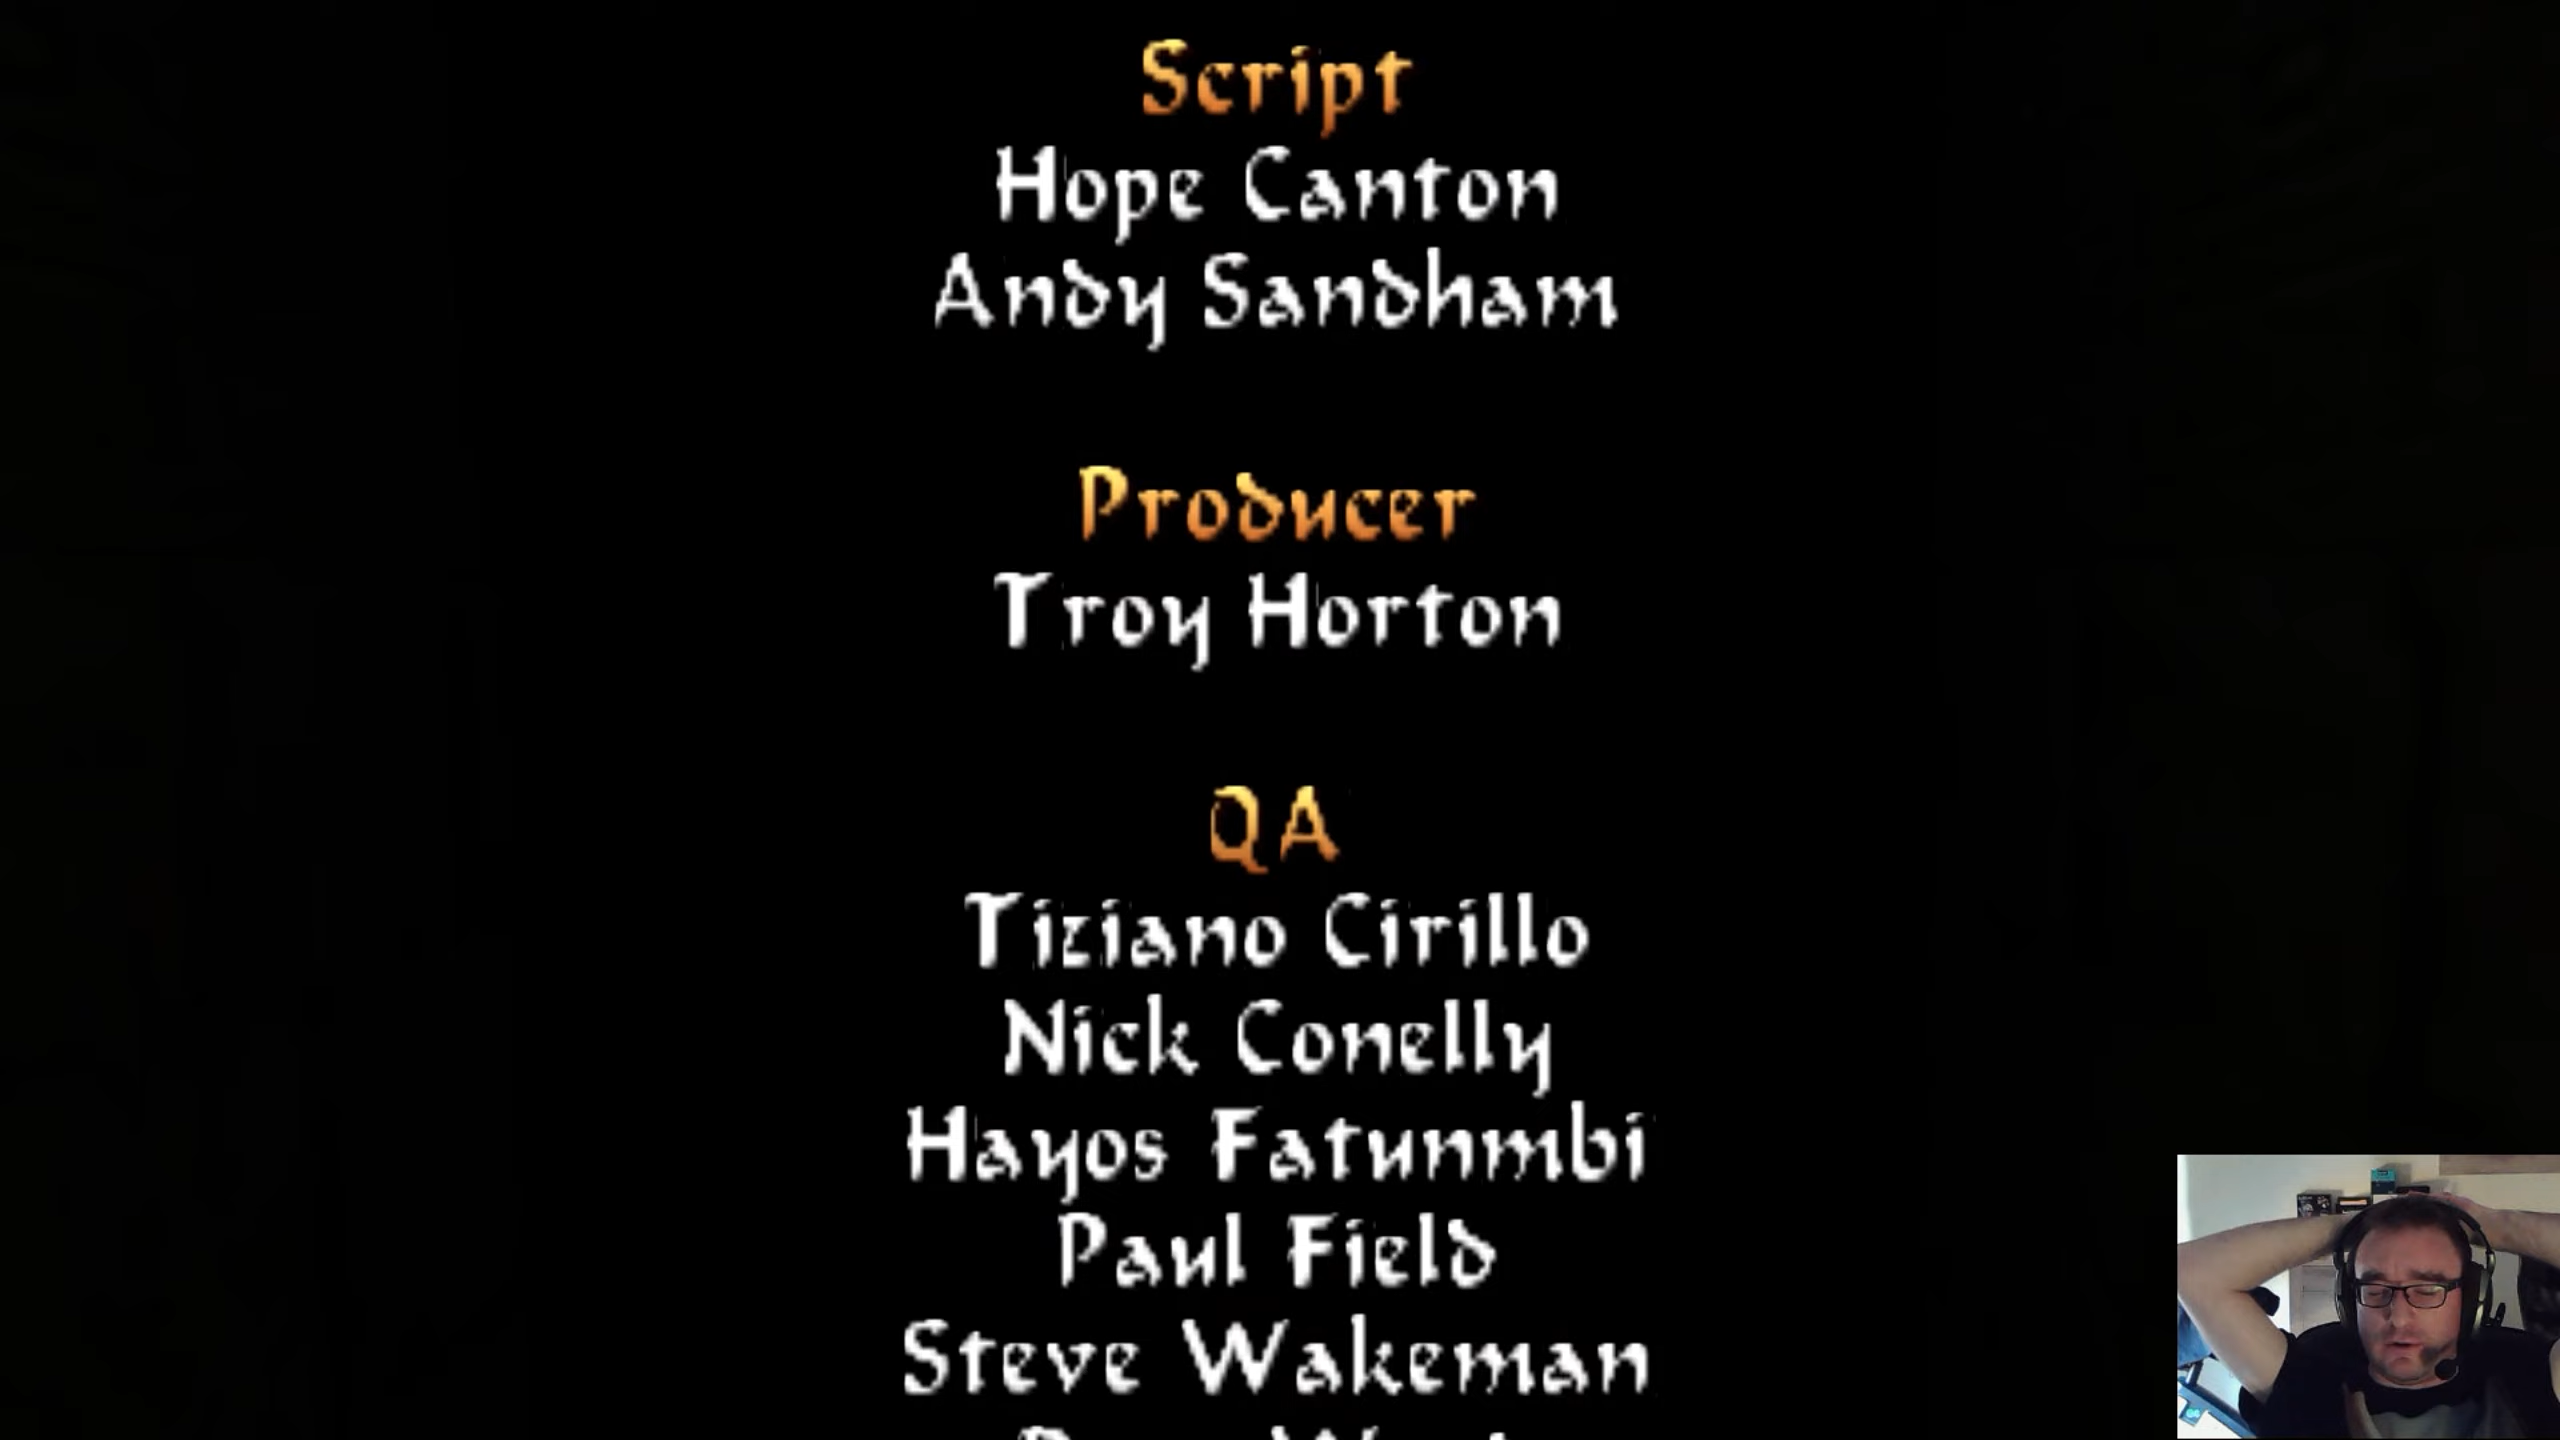 Script
Hope Canton
Andy Sandham
Producer
Troy Horton
QA
Tiziano Cirillo
Nick Conelly
Hayos Fatunmbi
Paul Field
Steve Wakeman